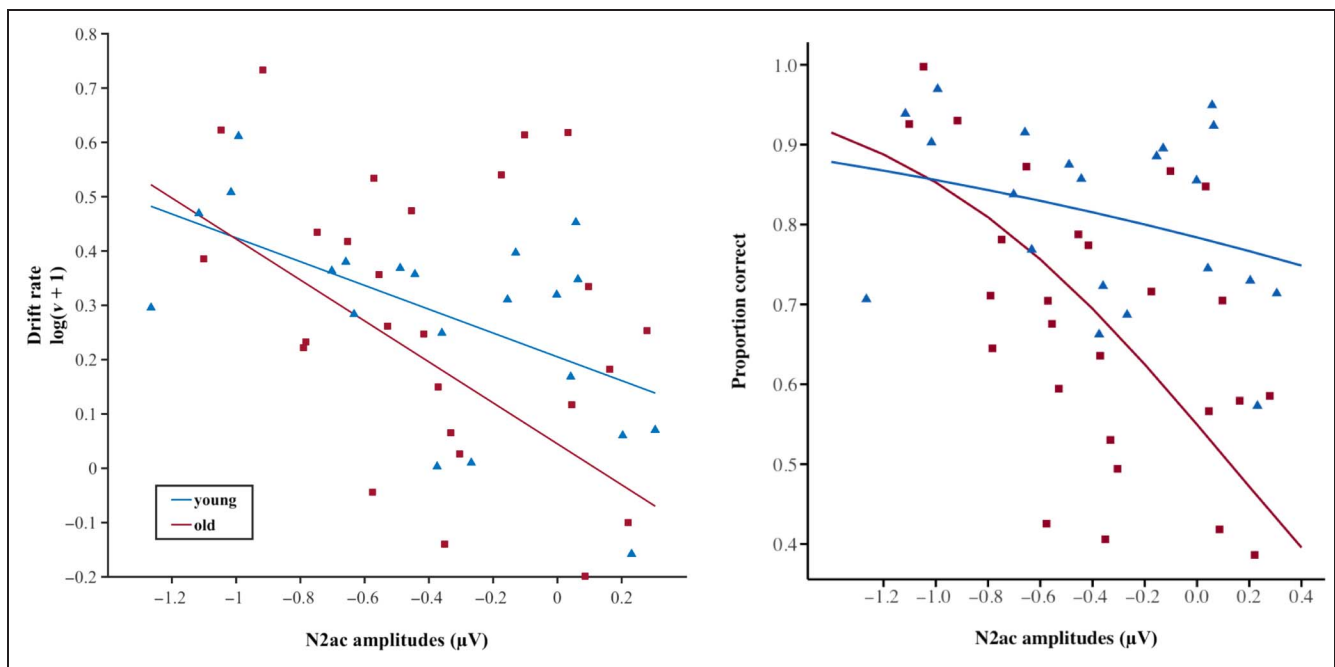 0.8
0.7
0.6
0.5
0.4
0.3
0.2
0.1
0
−0.1
−0.2
Drift rate
log(v + 1)
young
old
−1.2 −1 −0.8 −0.6 −0.4 −0.2 0 0.2
N2ac amplitudes (µV)
1.0
0.9
0.8
0.7
0.6
0.5
0.4
Proportion correct
−1.2 −1.0 −0.8 −0.6 −0.4 −0.2 0.0 0.2 0.4
N2ac amplitudes (µV)